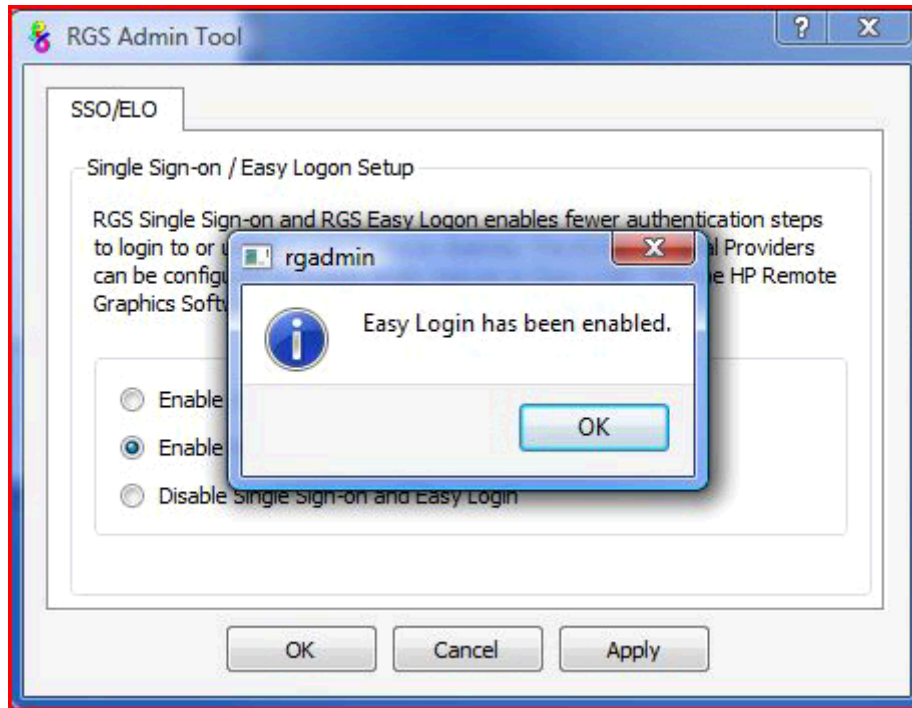 RGS Admin Tool
SSO/ELO
Single Sign-on / Easy Logon Setup
RGS Single Sign-on and RGS Easy Logon enables fewer authentication steps
to login to or Providers
can be HP Remote
Graphics
rgadmin
Easy Login has been enabled.
OK
Enable
Enable
Disable Single Sign-on and Easy Login
OK
Cancel
Apply